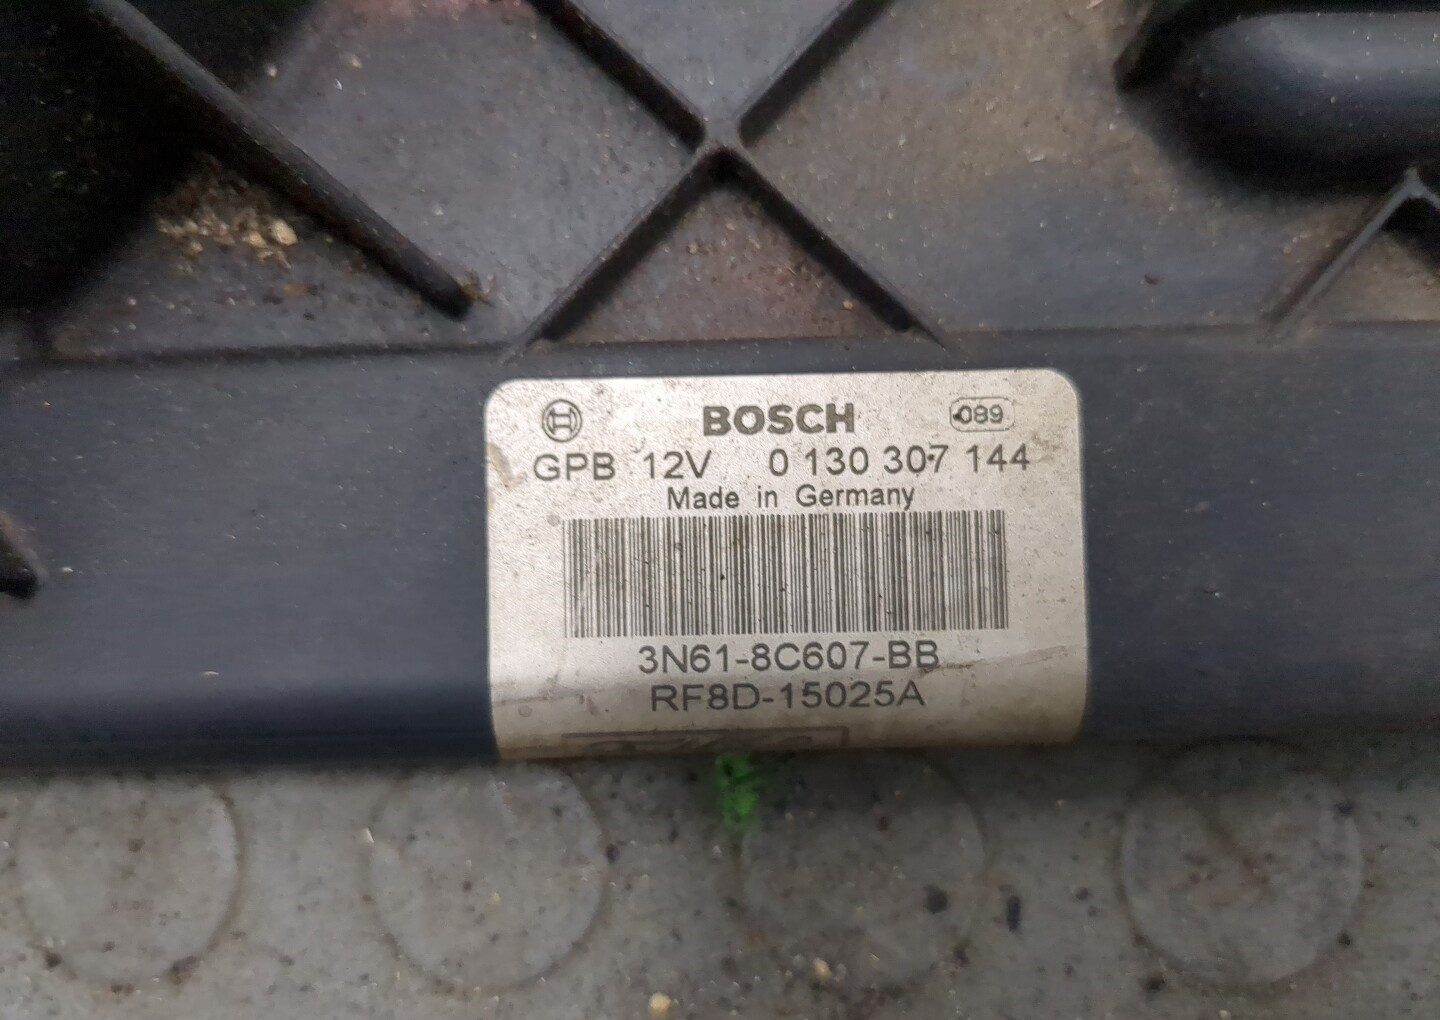 BOSCH 089
GPB 12V 0 130 307 144
Made in Germany
3N61-8C607-BB
RF8D-15025A